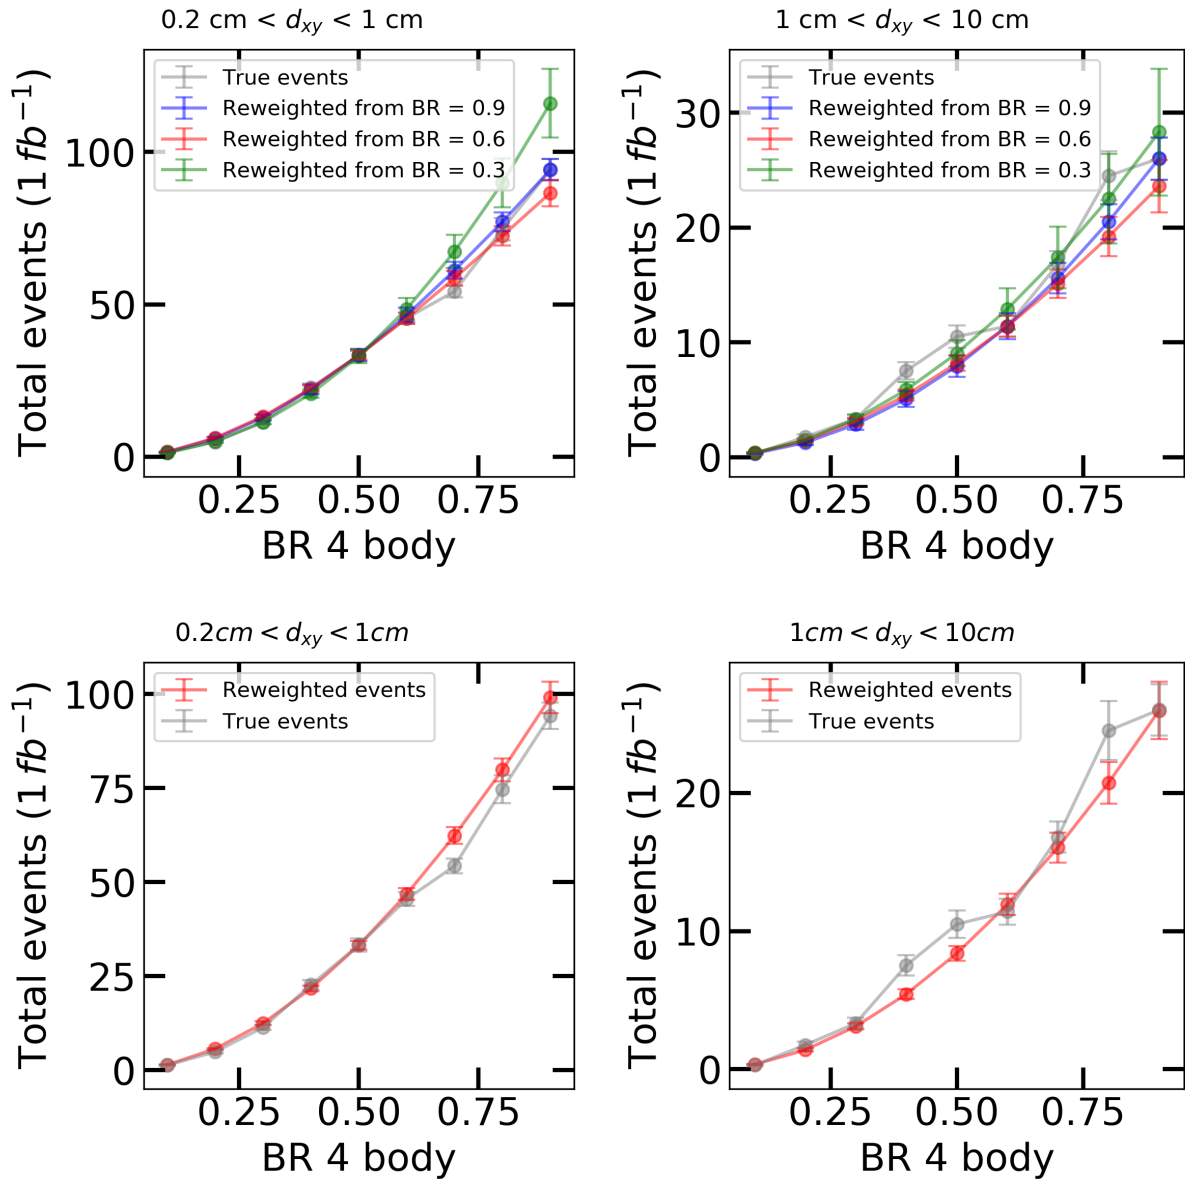 0.2 cm < d_xy < 1 cm
Total events (1 fb⁻¹)
100
50
0
True events
Reweighted from BR = 0.9
Reweighted from BR = 0.6
Reweighted from BR = 0.3
0.25 0.50 0.75
BR 4 body
1 cm < d_xy < 10 cm
Total events (1 fb⁻¹)
30
20
10
0
True events
Reweighted from BR = 0.9
Reweighted from BR = 0.6
Reweighted from BR = 0.3
0.25 0.50 0.75
BR 4 body
0.2cm < d_xy < 1cm
Total events (1 fb⁻¹)
100
75
50
25
0
Reweighted events
True events
0.25 0.50 0.75
BR 4 body
1cm < d_xy < 10cm
Total events (1 fb⁻¹)
20
10
0
Reweighted events
True events
0.25 0.50 0.75
BR 4 body